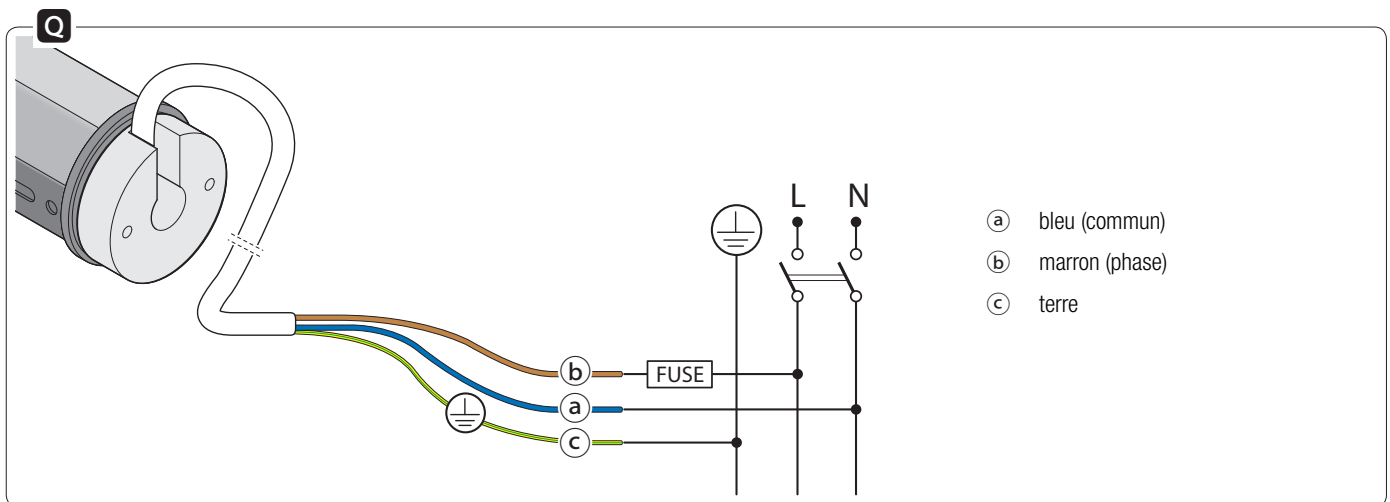 Q
L N
ⓐ bleu (commun)
ⓑ marron (phase)
ⓒ terre
b FUSE
a
c